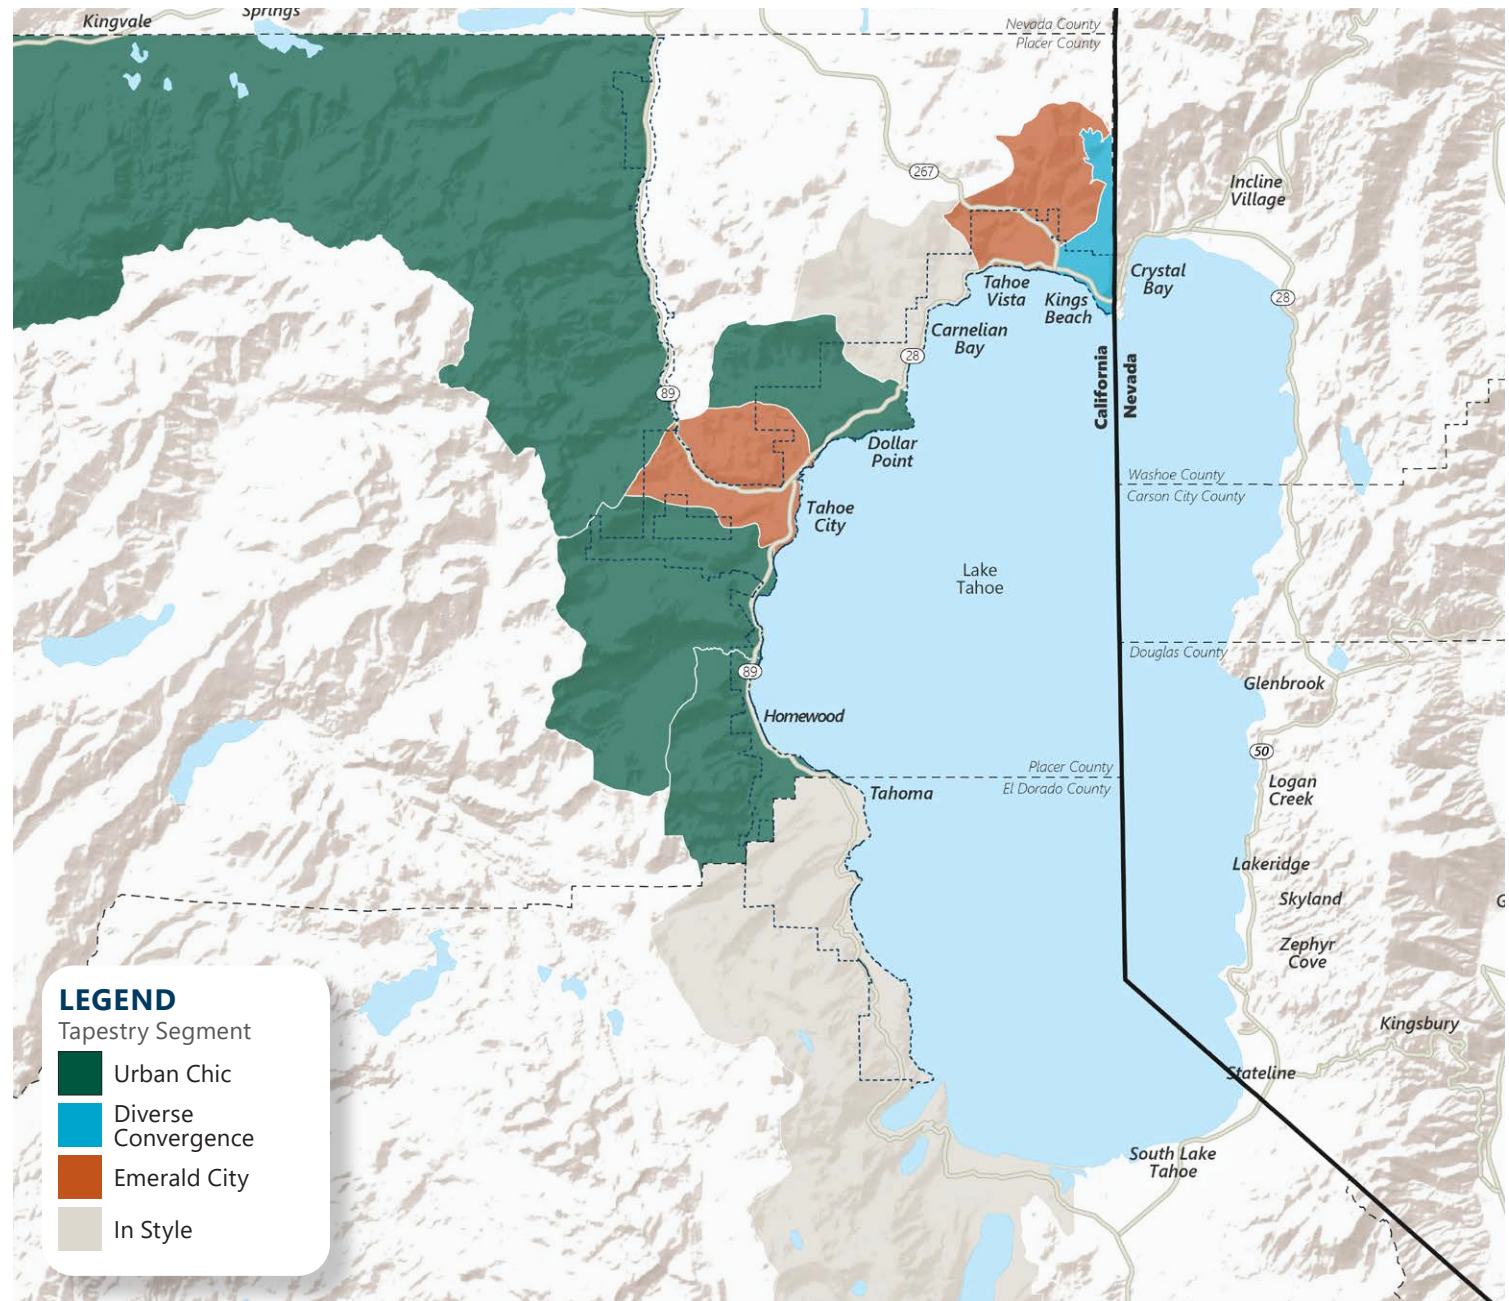 Kingvale
Springs
Nevada County
Placer County
267
Incline
Village
Crystal
Bay
Tahoe
Vista
Kings
Beach
28
Carnelian
Bay
28
California
Nevada
89
Dollar
Point
Washoe County
Carson City County
Tahoe
City
Lake
Tahoe
Douglas County
89
Glenbrook
Homewood
50
Placer County
El Dorado County
Tahoma
Logan
Creek
Lakeridge
Skyland
G
Zephyr
Cove
Kingsbury
Stateline
South Lake
Tahoe
LEGEND
Tapestry Segment
Urban Chic
Diverse
Convergence
Emerald City
In Style